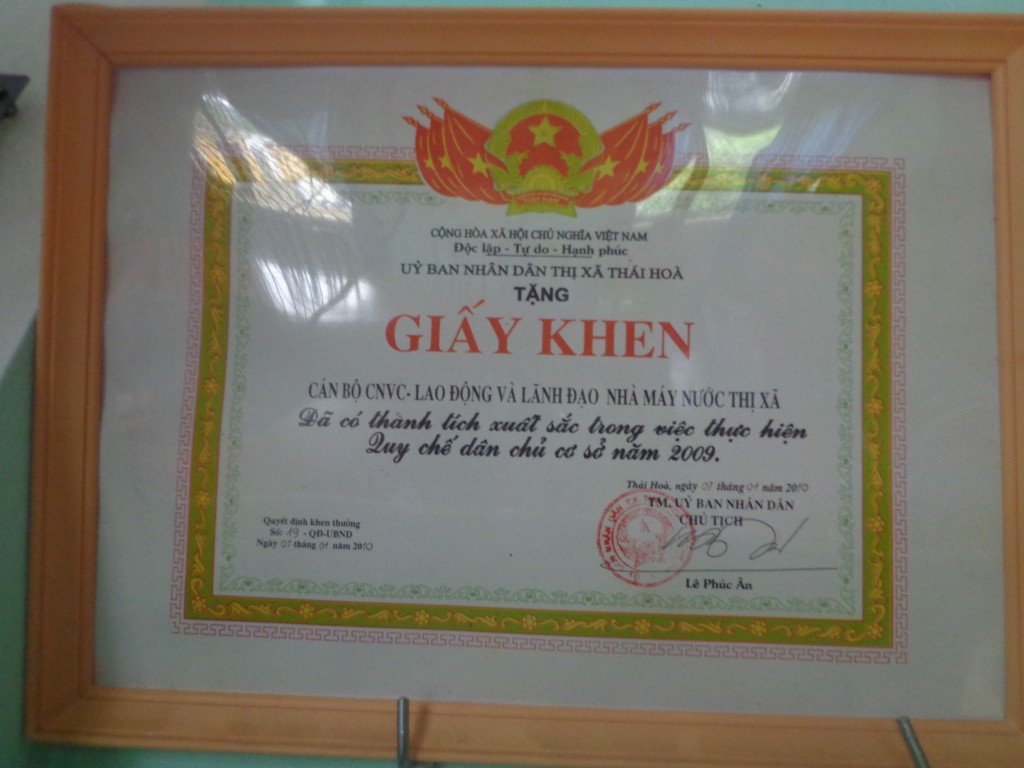 CỘNG HÒA XÃ HỘI CHỦ NGHĨA VIỆT NAM
Độc lập - Tự do - Hạnh phúc
UỶ BAN NHÂN DÂN THỊ XÃ THÁI HOÀ
TẶNG
GIẤY KHEN
CÁN BỘ CNVC- LAO ĐỘNG VÀ LÃNH ĐẠO NHÀ MÁY NƯỚC THỊ XÃ
Đã có thành tích xuất sắc trong việc thực hiện
Quy chế dân chủ cơ sở năm 2009.
Thái Hoà, ngày 07 tháng 01 năm 2010
TM. UỶ BAN NHÂN DÂN
CHỦ TỊCH
Lê Phúc Ân
Quyết định khen thưởng
Số: 19 - QĐ-UBND
Ngày 07 tháng 01 năm 2010